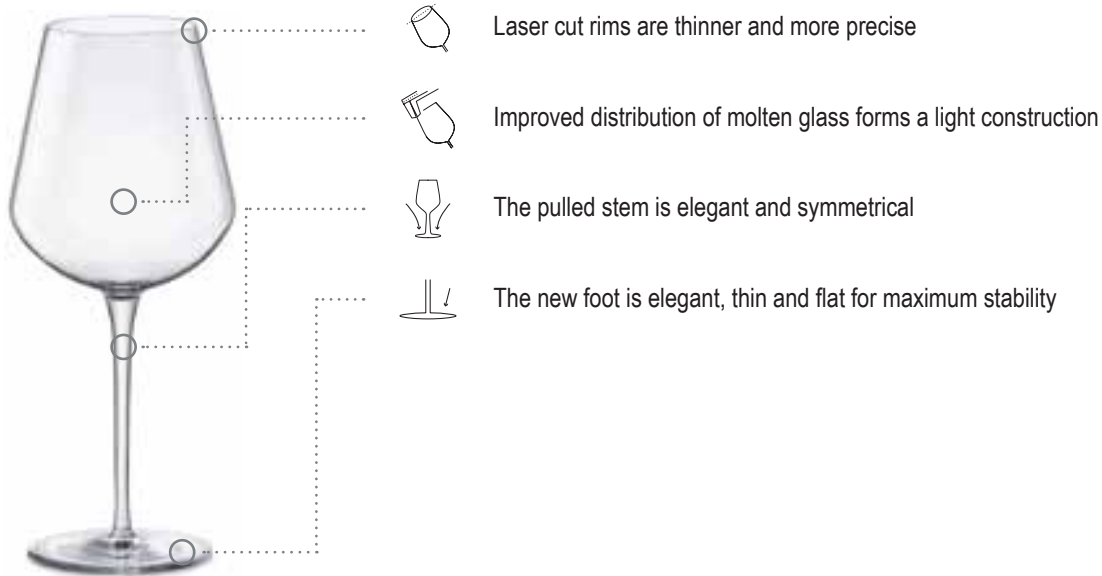 Laser cut rims are thinner and more precise
Improved distribution of molten glass forms a light construction
The pulled stem is elegant and symmetrical
The new foot is elegant, thin and flat for maximum stability